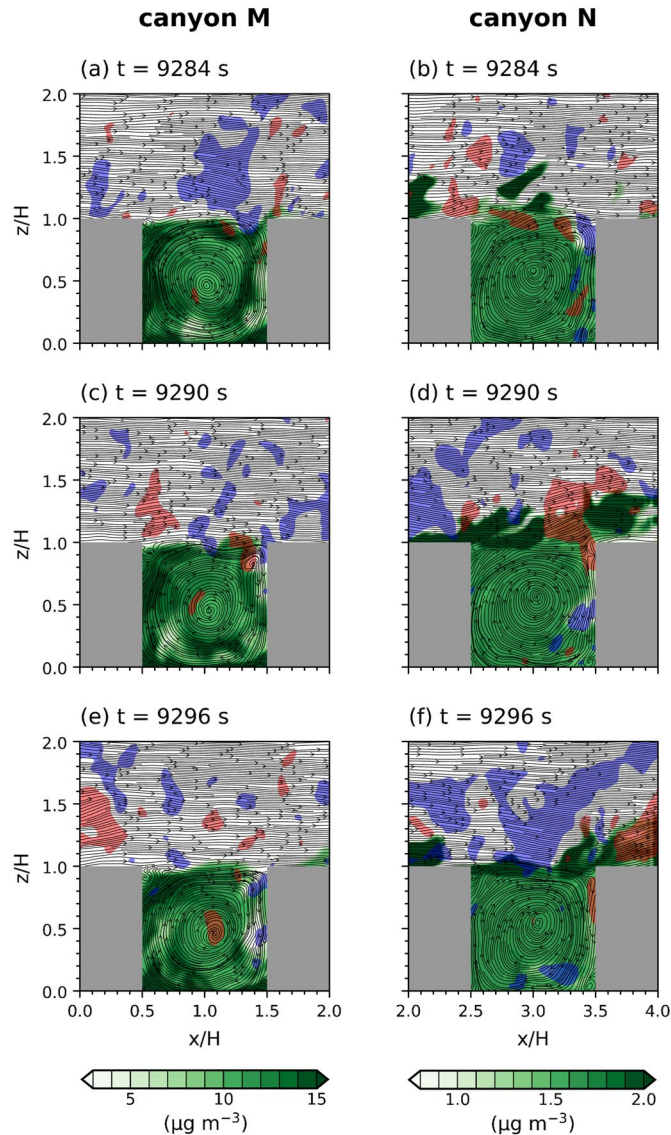 canyon M canyon N
(a) t = 9284 s (b) t = 9284 s
2.0
1.5
z/H
1.0
0.5
0.0
(c) t = 9290 s (d) t = 9290 s
2.0
1.5
z/H
1.0
0.5
0.0
(e) t = 9296 s (f) t = 9296 s
2.0
1.5
z/H
1.0
0.5
0.0
0.0 0.5 1.0 1.5 2.0 2.0 2.5 3.0 3.5 4.0
x/H x/H
5 10 15 1.0 1.5 2.0
(µg m⁻³) (µg m⁻³)